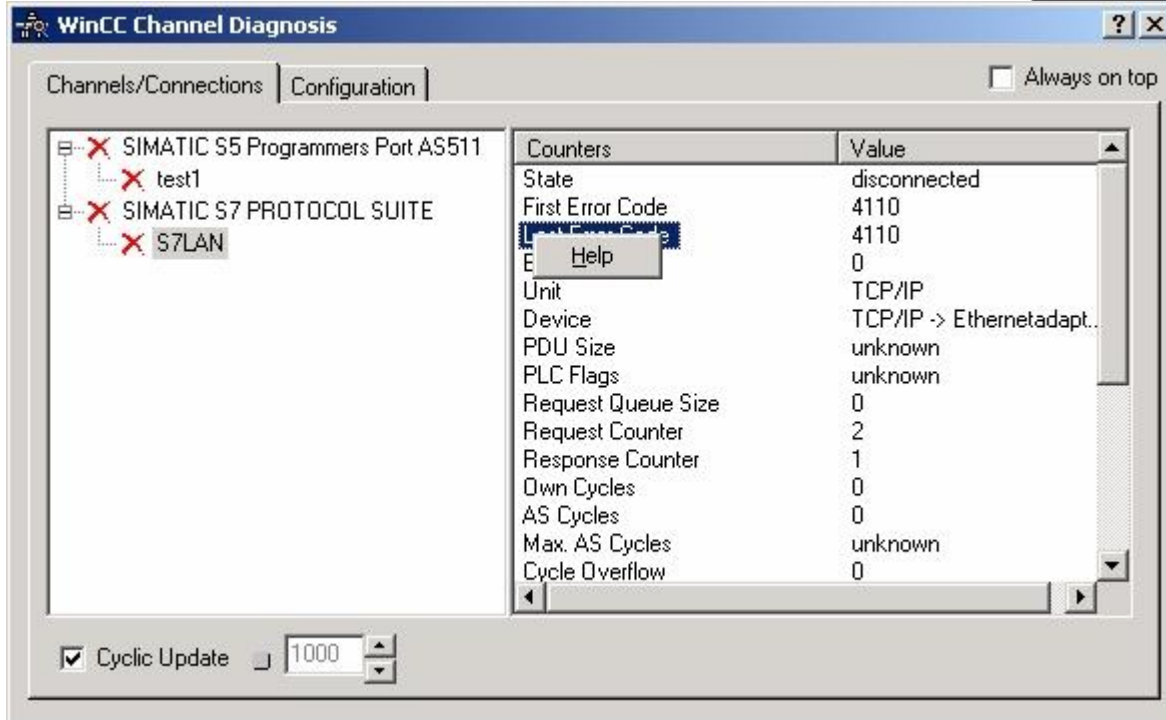 WinCC Channel Diagnosis
Channels/Connections Configuration Always on top
SIMATIC S5 Programmers Port AS511
test1
SIMATIC S7 PROTOCOL SUITE
S7LAN
Counters Value
State disconnected
First Error Code 4110
Last Error Code 4110
Help
E 0
Unit TCP/IP
Device TCP/IP -> Ethernetadapt..
PDU Size unknown
PLC Flags unknown
Request Queue Size 0
Request Counter 2
Response Counter 1
Own Cycles 0
AS Cycles 0
Max. AS Cycles unknown
Cycle Overflow 0
Cyclic Update 1000